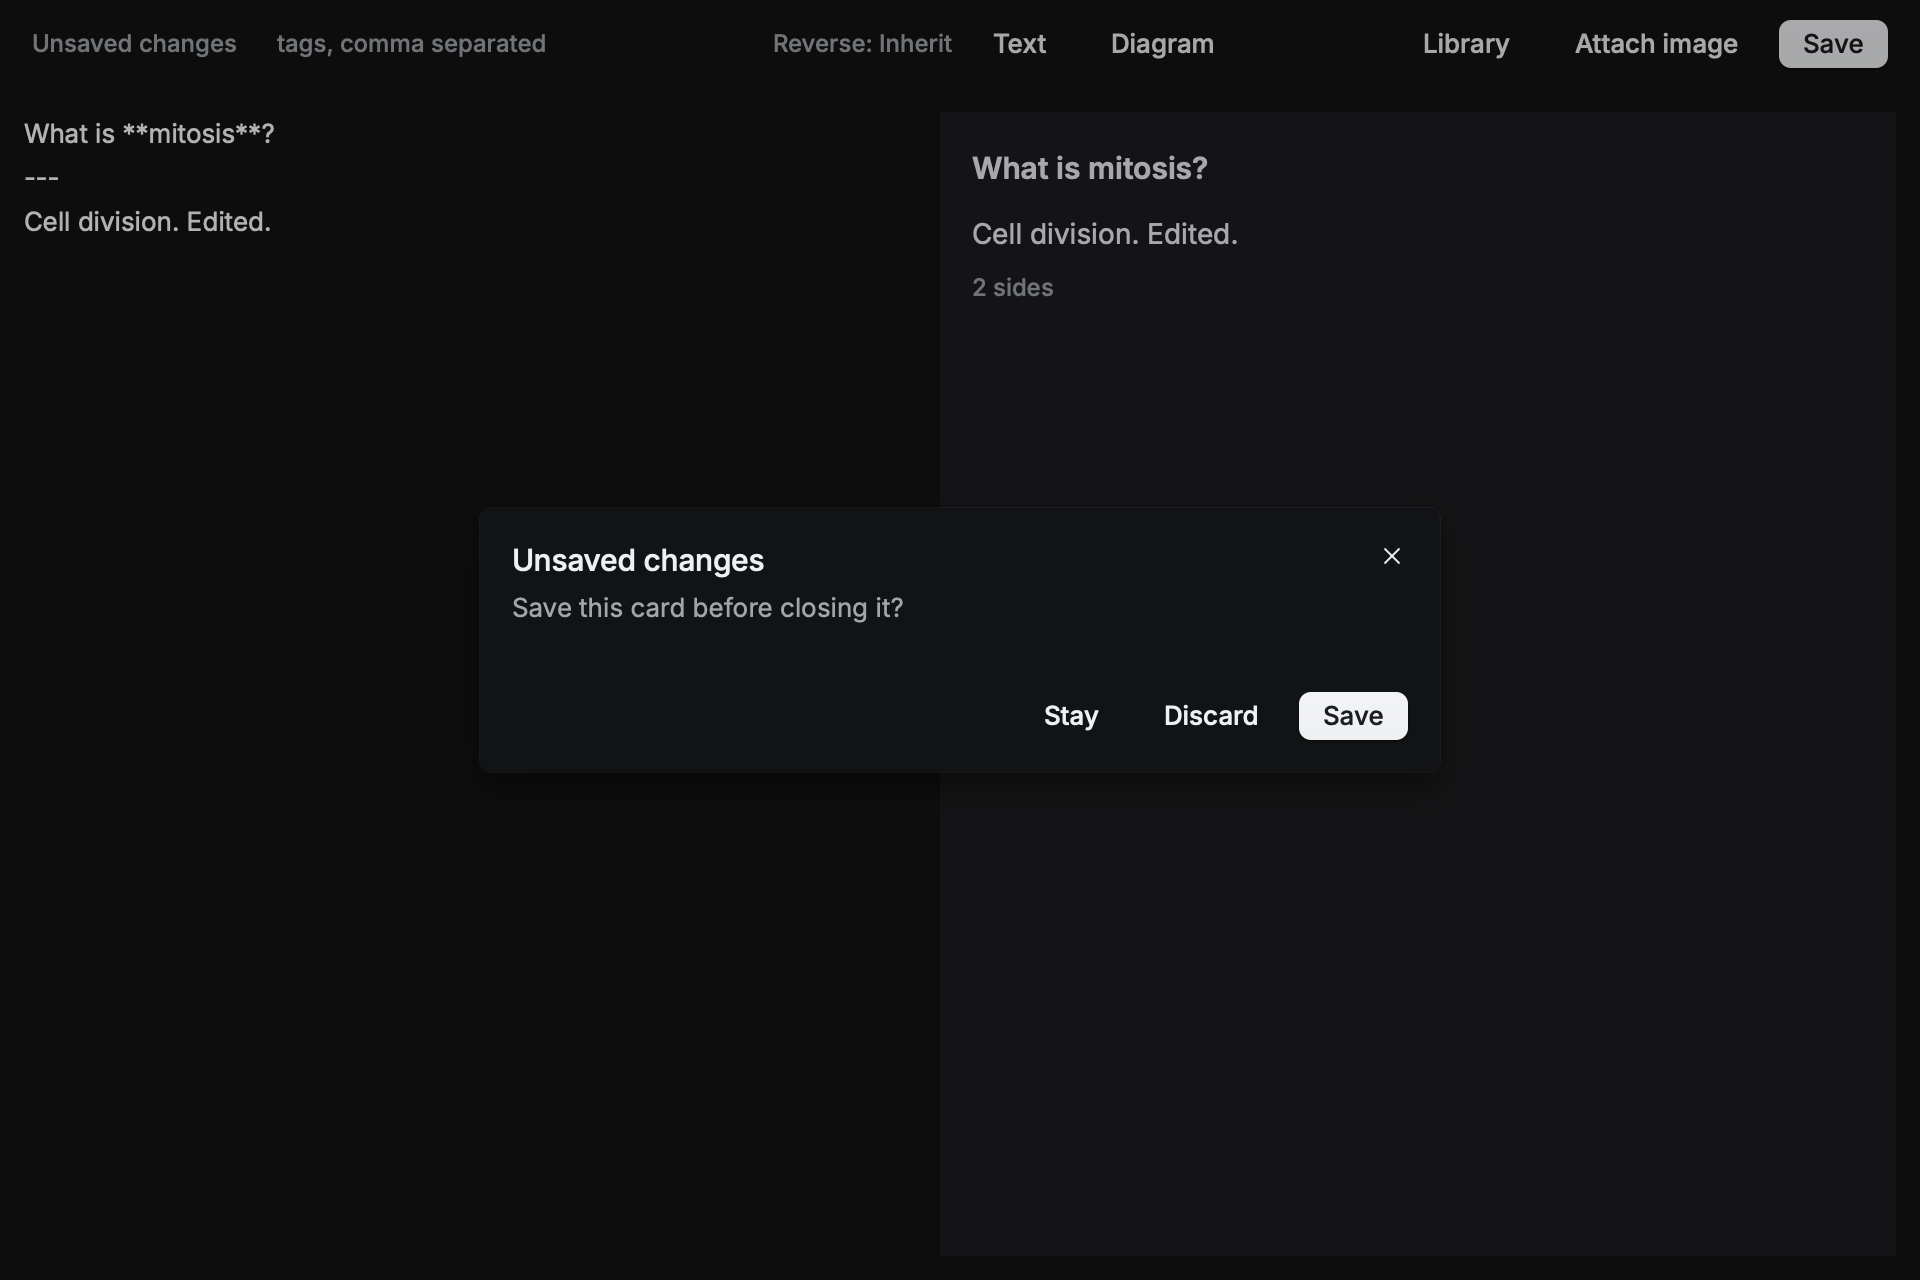 Unsaved changes tags, comma separated Reverse: Inherit Text Diagram Library Attach image Save
What is **mitosis**?
---
Cell division. Edited.
What is mitosis?
Cell division. Edited.
2 sides
Unsaved changes
Save this card before closing it?
Stay Discard Save